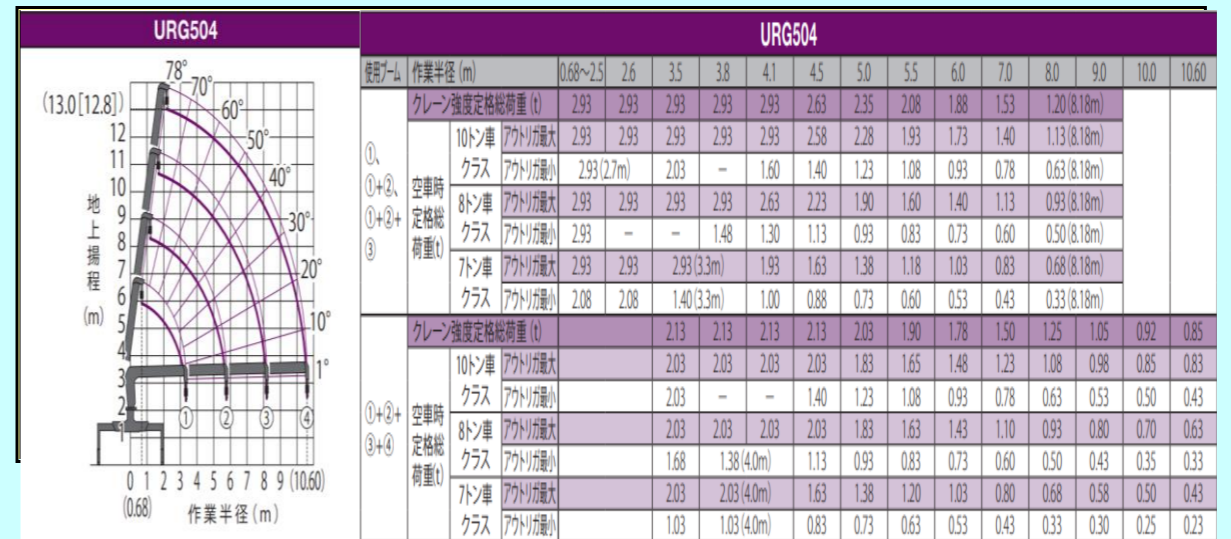 URG504
78°
70°
60°
50°
40°
30°
20°
10°
1°
(13.0[12.8])
12
11
10
9
8
7
6
5
4
3
2
1
地上揚程
(m)
① ② ③ ④
0 1 2 3 4 5 6 7 8 9 (10.60)
(0.68)
作業半径(m)
URG504
使用ブーム 作業半径(m) 0.68~2.5 2.6 3.5 3.8 4.1 4.5 5.0 5.5 6.0 7.0 8.0 9.0 10.0 10.60
①、
①+②、
①+②+
③
クレーン強度定格総荷重(t) 2.93 2.93 2.93 2.93 2.93 2.63 2.35 2.08 1.88 1.53 1.20(8.18m)
空車時
定格総
荷重(t)
10トン車
クラス
アウトリガ最大 2.93 2.93 2.93 2.93 2.93 2.58 2.28 1.93 1.73 1.40 1.13(8.18m)
アウトリガ最小 2.93(2.7m) 2.03 − 1.60 1.40 1.23 1.08 0.93 0.78 0.63(8.18m)
8トン車
クラス
アウトリガ最大 2.93 2.93 2.93 2.93 2.63 2.23 1.90 1.60 1.40 1.13 0.93(8.18m)
アウトリガ最小 2.93 − − 1.48 1.30 1.13 0.93 0.83 0.73 0.60 0.50(8.18m)
7トン車
クラス
アウトリガ最大 2.93 2.93 2.93(3.3m) 1.93 1.63 1.38 1.18 1.03 0.83 0.68(8.18m)
アウトリガ最小 2.08 2.08 1.40(3.3m) 1.00 0.88 0.73 0.60 0.53 0.43 0.33(8.18m)
①+②+
③+④
クレーン強度定格総荷重(t) 2.13 2.13 2.13 2.13 2.03 1.90 1.78 1.50 1.25 1.05 0.92 0.85
空車時
定格総
荷重(t)
10トン車
クラス
アウトリガ最大 2.03 2.03 2.03 2.03 1.83 1.65 1.48 1.23 1.08 0.98 0.85 0.83
アウトリガ最小 2.03 − − 1.40 1.23 1.08 0.93 0.78 0.63 0.53 0.50 0.43
8トン車
クラス
アウトリガ最大 2.03 2.03 2.03 2.03 1.83 1.63 1.43 1.10 0.93 0.80 0.70 0.63
アウトリガ最小 1.68 1.38(4.0m) 1.13 0.93 0.83 0.73 0.60 0.50 0.43 0.35 0.33
7トン車
クラス
アウトリガ最大 2.03 2.03(4.0m) 1.63 1.38 1.20 1.03 0.80 0.68 0.58 0.50 0.43
アウトリガ最小 1.03 1.03(4.0m) 0.83 0.73 0.63 0.53 0.43 0.33 0.30 0.25 0.23